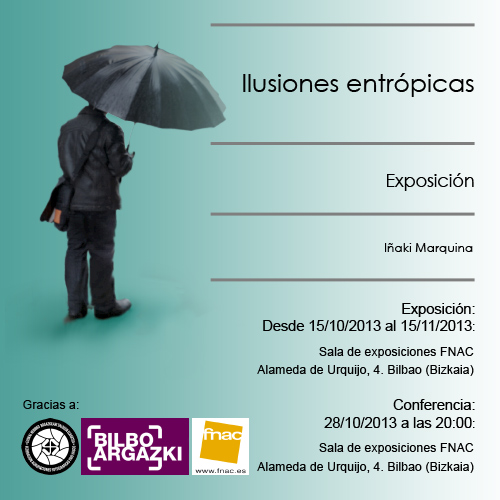 Ilusiones entrópicas
Exposición
Iñaki Marquina
Exposición:
Desde 15/10/2013 al 15/11/2013:
Sala de exposiciones FNAC
Alameda de Urquijo, 4. Bilbao (Bizkaia)
Conferencia:
28/10/2013 a las 20:00:
Sala de exposiciones FNAC
Alameda de Urquijo, 4. Bilbao (Bizkaia)
Gracias a:
BILBO
ARGAZKI
fnac
www.fnac.es